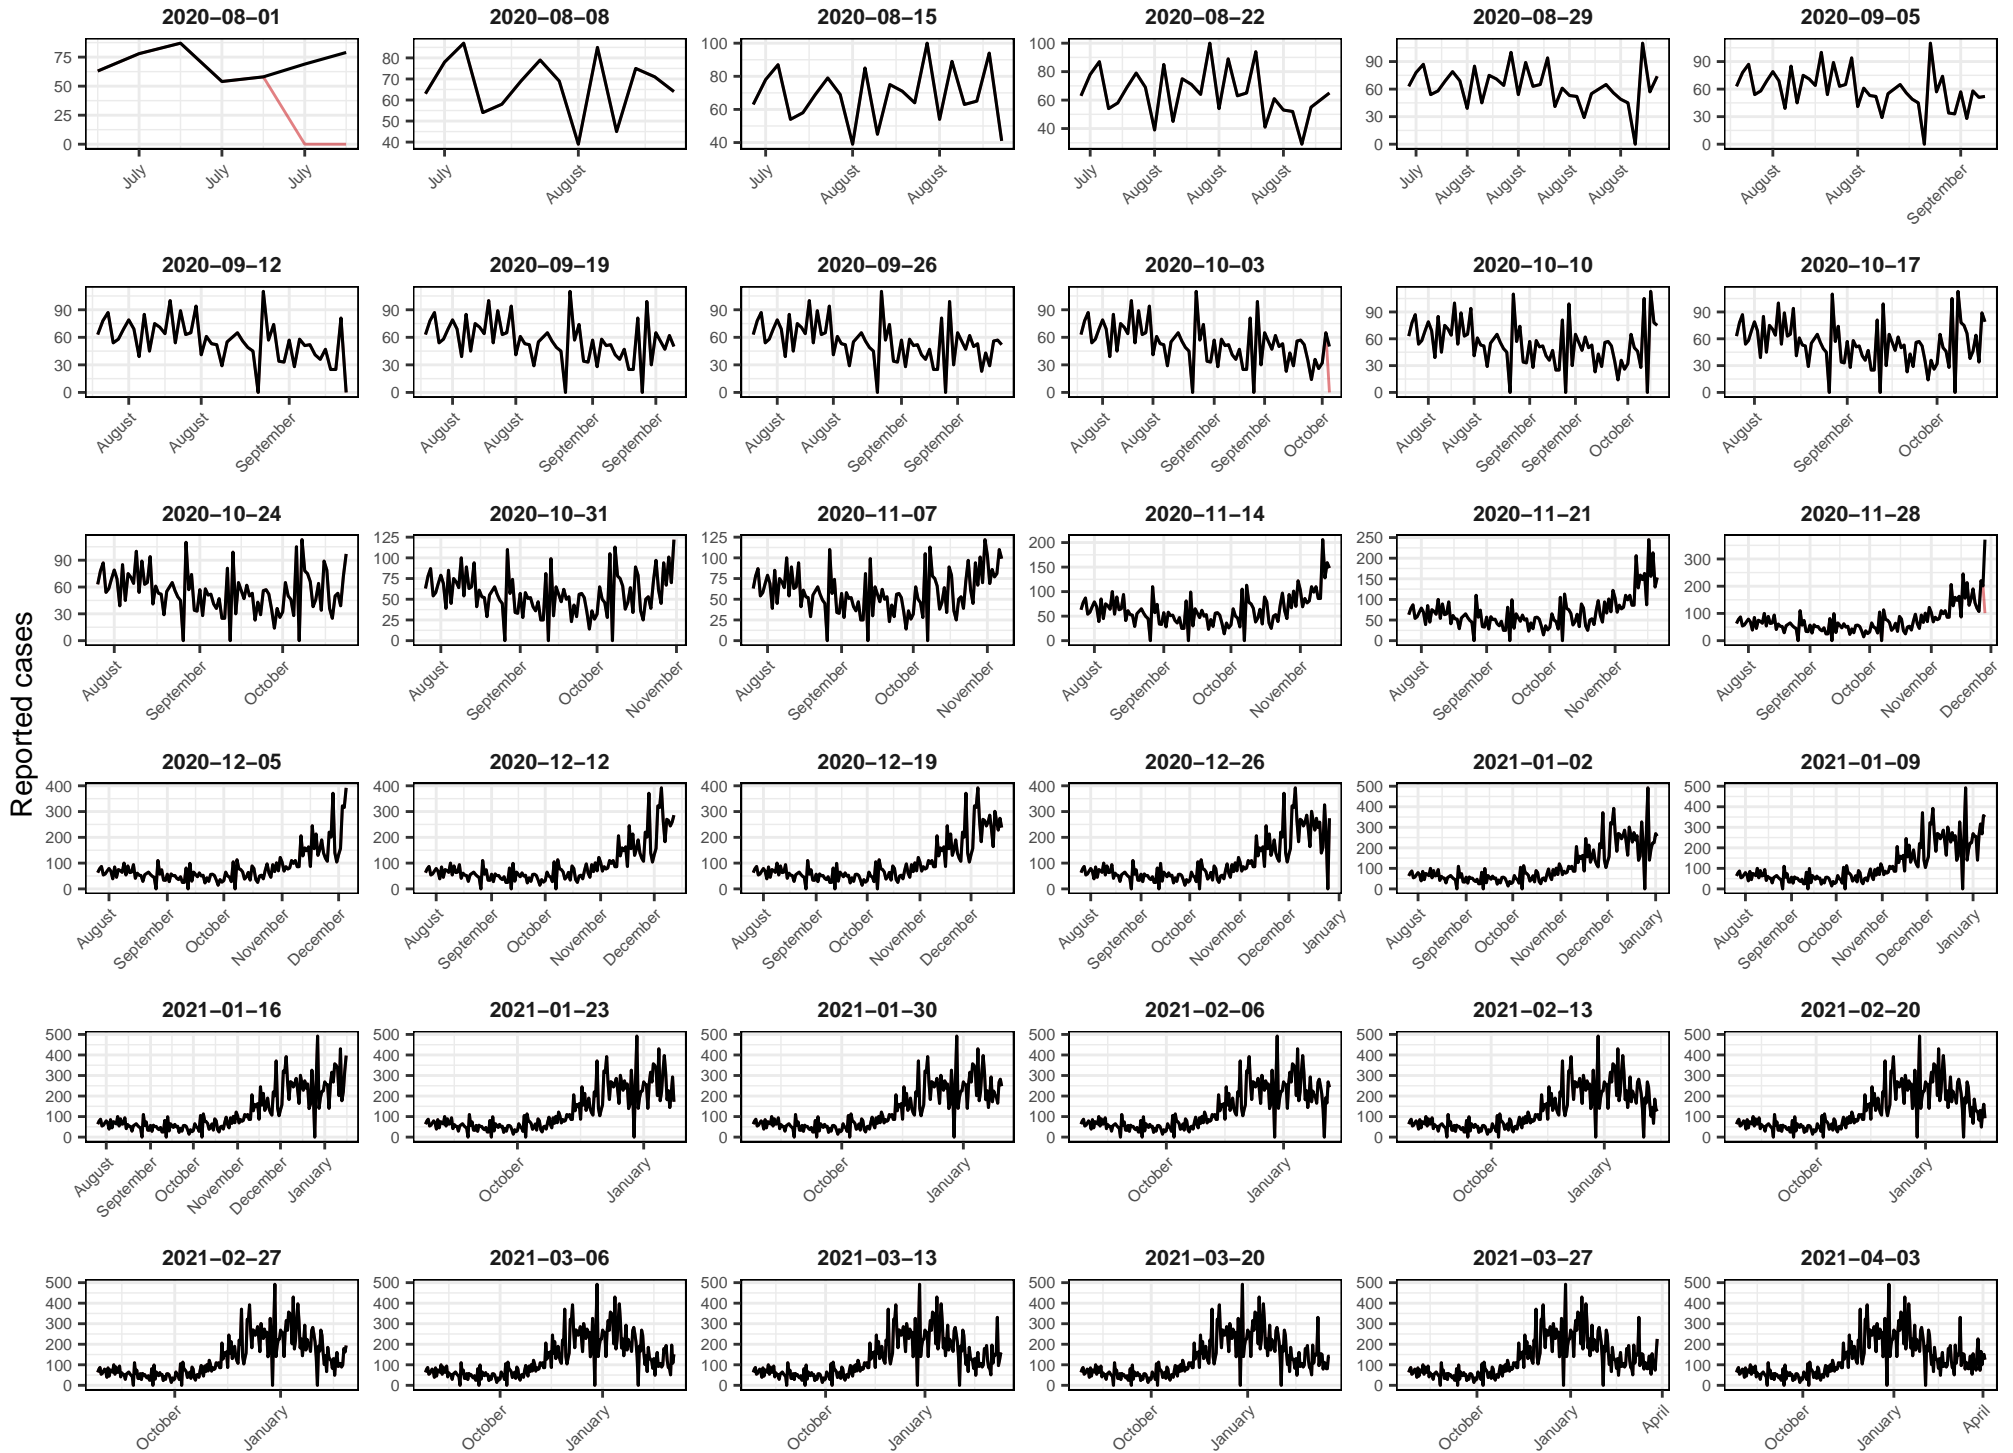 Reported cases
2020−08−01
75
50
25
0
July
July
July
2020−08−08
80
70
60
50
40
July
August
2020−08−15
100
80
60
40
July
August
August
2020−08−22
100
80
60
40
July
August
August
August
2020−08−29
90
60
30
0
July
August
August
August
August
2020−09−05
90
60
30
0
August
August
September
2020−09−12
90
60
30
0
August
August
September
2020−09−19
90
60
30
0
August
August
September
September
2020−09−26
90
60
30
0
August
August
September
September
2020−10−03
90
60
30
0
August
August
September
September
October
2020−10−10
90
60
30
0
August
August
September
September
October
2020−10−17
90
60
30
0
August
September
October
2020−10−24
90
60
30
0
August
September
October
2020−10−31
125
100
75
50
25
0
August
September
October
November
2020−11−07
125
100
75
50
25
0
August
September
October
November
2020−11−14
200
150
100
50
0
August
September
October
November
2020−11−21
250
200
150
100
50
0
August
September
October
November
2020−11−28
300
200
100
0
August
September
October
November
December
2020−12−05
400
300
200
100
0
August
September
October
November
December
2020−12−12
400
300
200
100
0
August
September
October
November
December
2020−12−19
400
300
200
100
0
August
September
October
November
December
2020−12−26
400
300
200
100
0
August
September
October
November
December
January
2021−01−02
500
400
300
200
100
0
August
September
October
November
December
January
2021−01−09
500
400
300
200
100
0
August
September
October
November
December
January
2021−01−16
500
400
300
200
100
0
August
September
October
November
December
January
2021−01−23
500
400
300
200
100
0
October
January
2021−01−30
500
400
300
200
100
0
October
January
2021−02−06
500
400
300
200
100
0
October
January
2021−02−13
500
400
300
200
100
0
October
January
2021−02−20
500
400
300
200
100
0
October
January
2021−02−27
500
400
300
200
100
0
October
January
2021−03−06
500
400
300
200
100
0
October
January
2021−03−13
500
400
300
200
100
0
October
January
2021−03−20
500
400
300
200
100
0
October
January
2021−03−27
500
400
300
200
100
0
October
January
April
2021−04−03
500
400
300
200
100
0
October
January
April